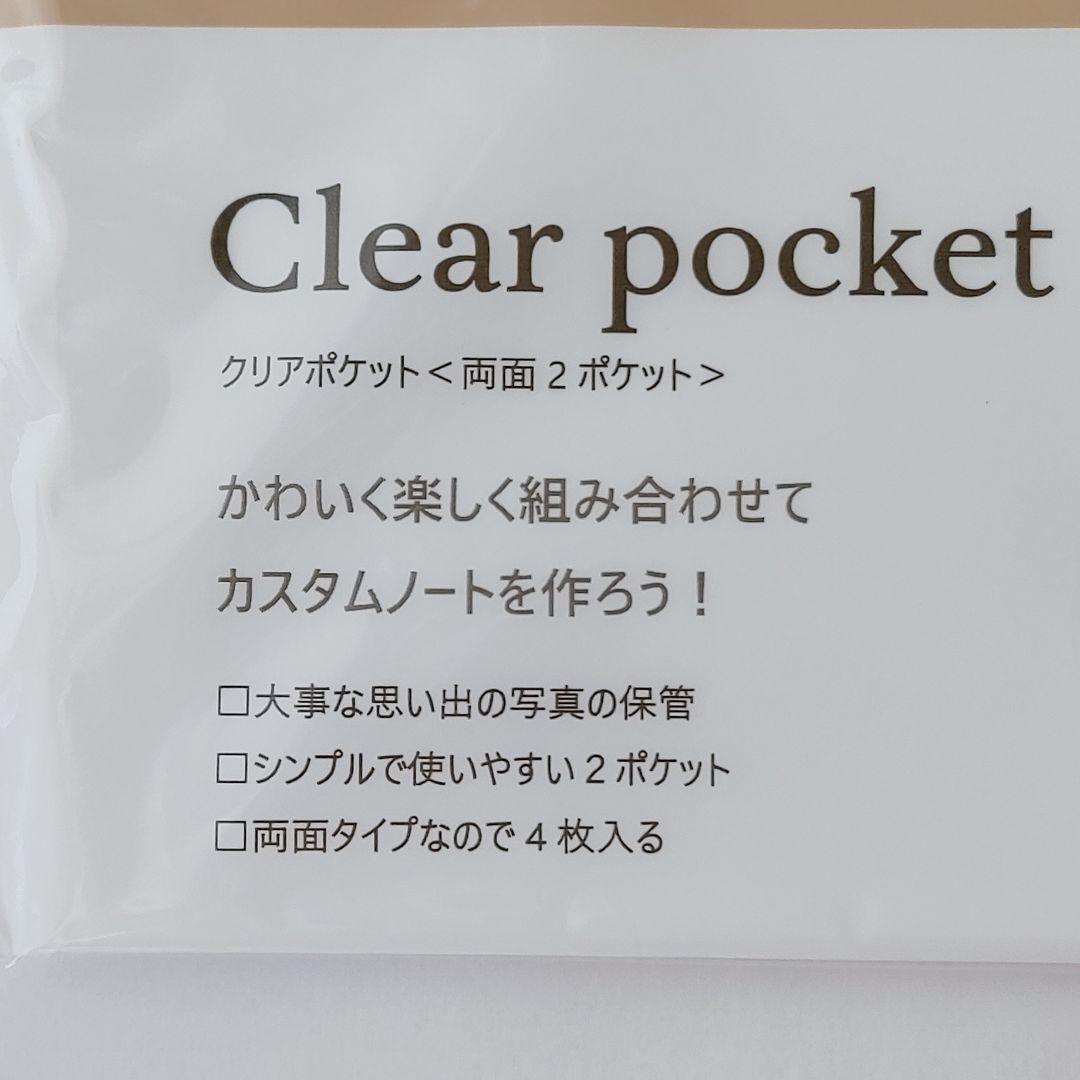 Clear pocket
クリアポケット＜両面2ポケット＞
かわいく楽しく組み合わせて
カスタムノートを作ろう！
□大事な思い出の写真の保管
□シンプルで使いやすい2ポケット
□両面タイプなので4枚入る